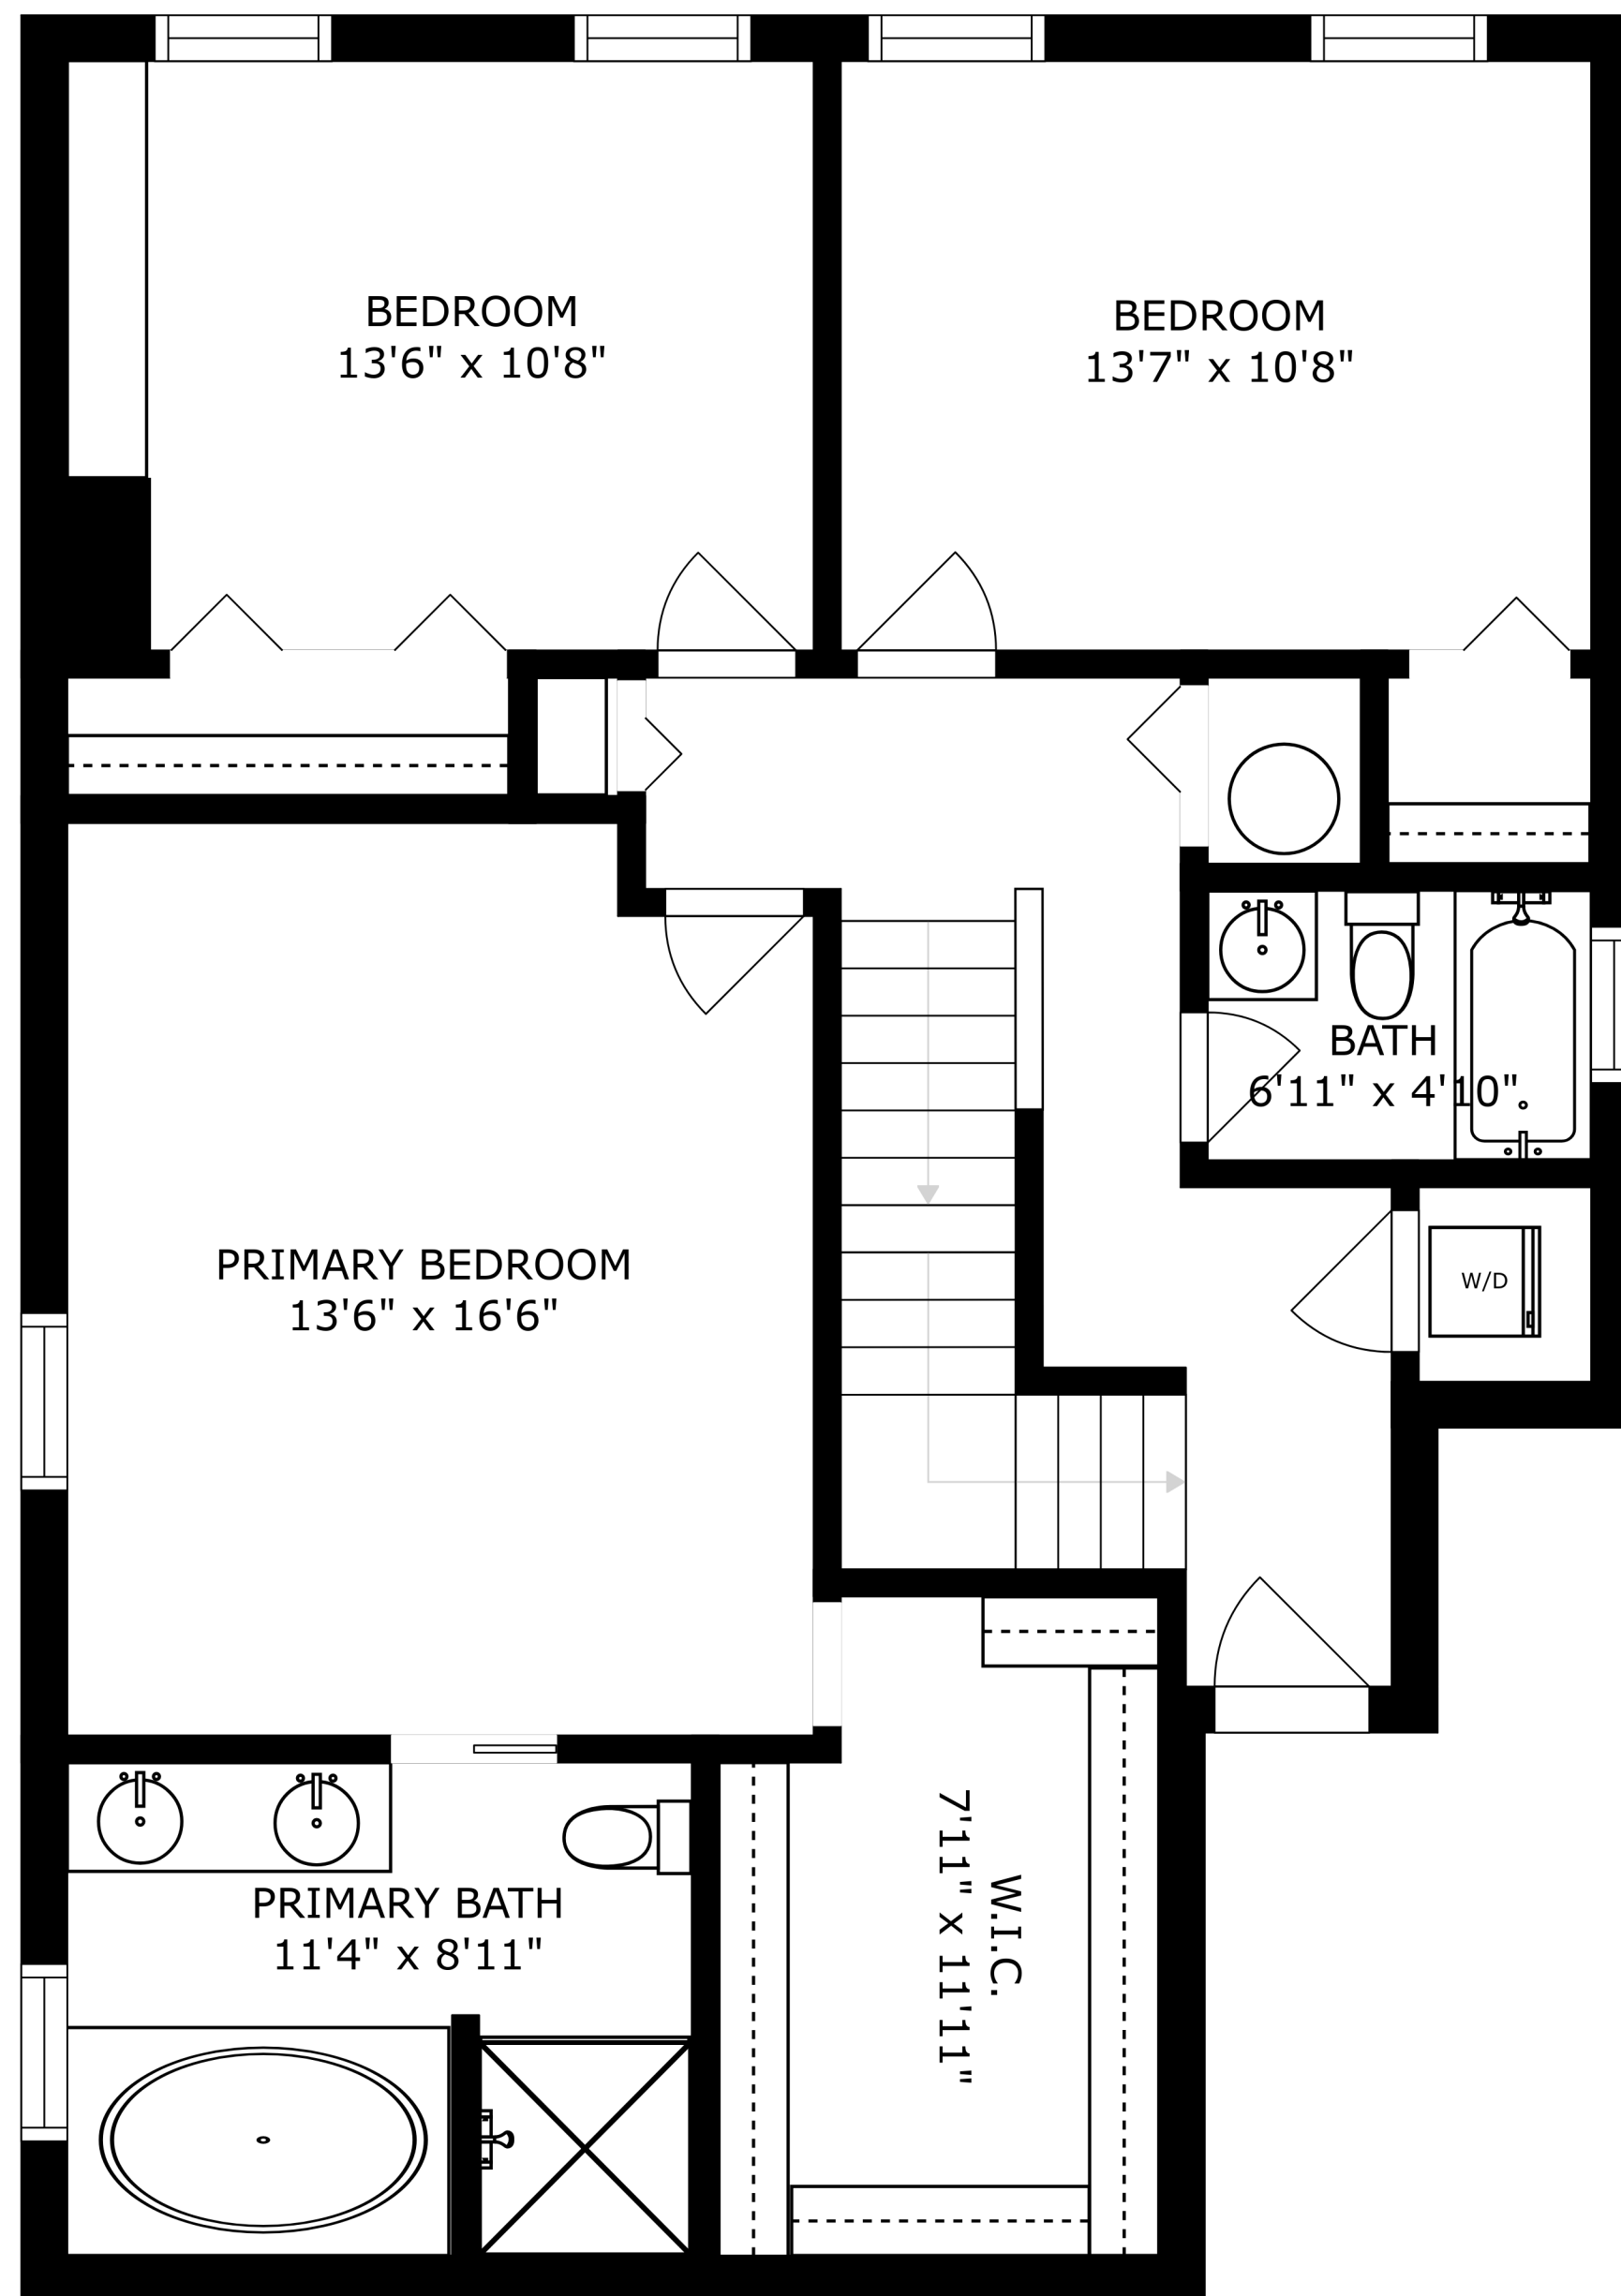 BEDROOM
13'6" x 10'8"
BEDROOM
13'7" x 10'8"
BATH
6'11" x 4'10"
PRIMARY BEDROOM
13'6" x 16'6"
W/D
PRIMARY BATH
11'4" x 8'11"
W.I.C.
7'11" x 11'11"